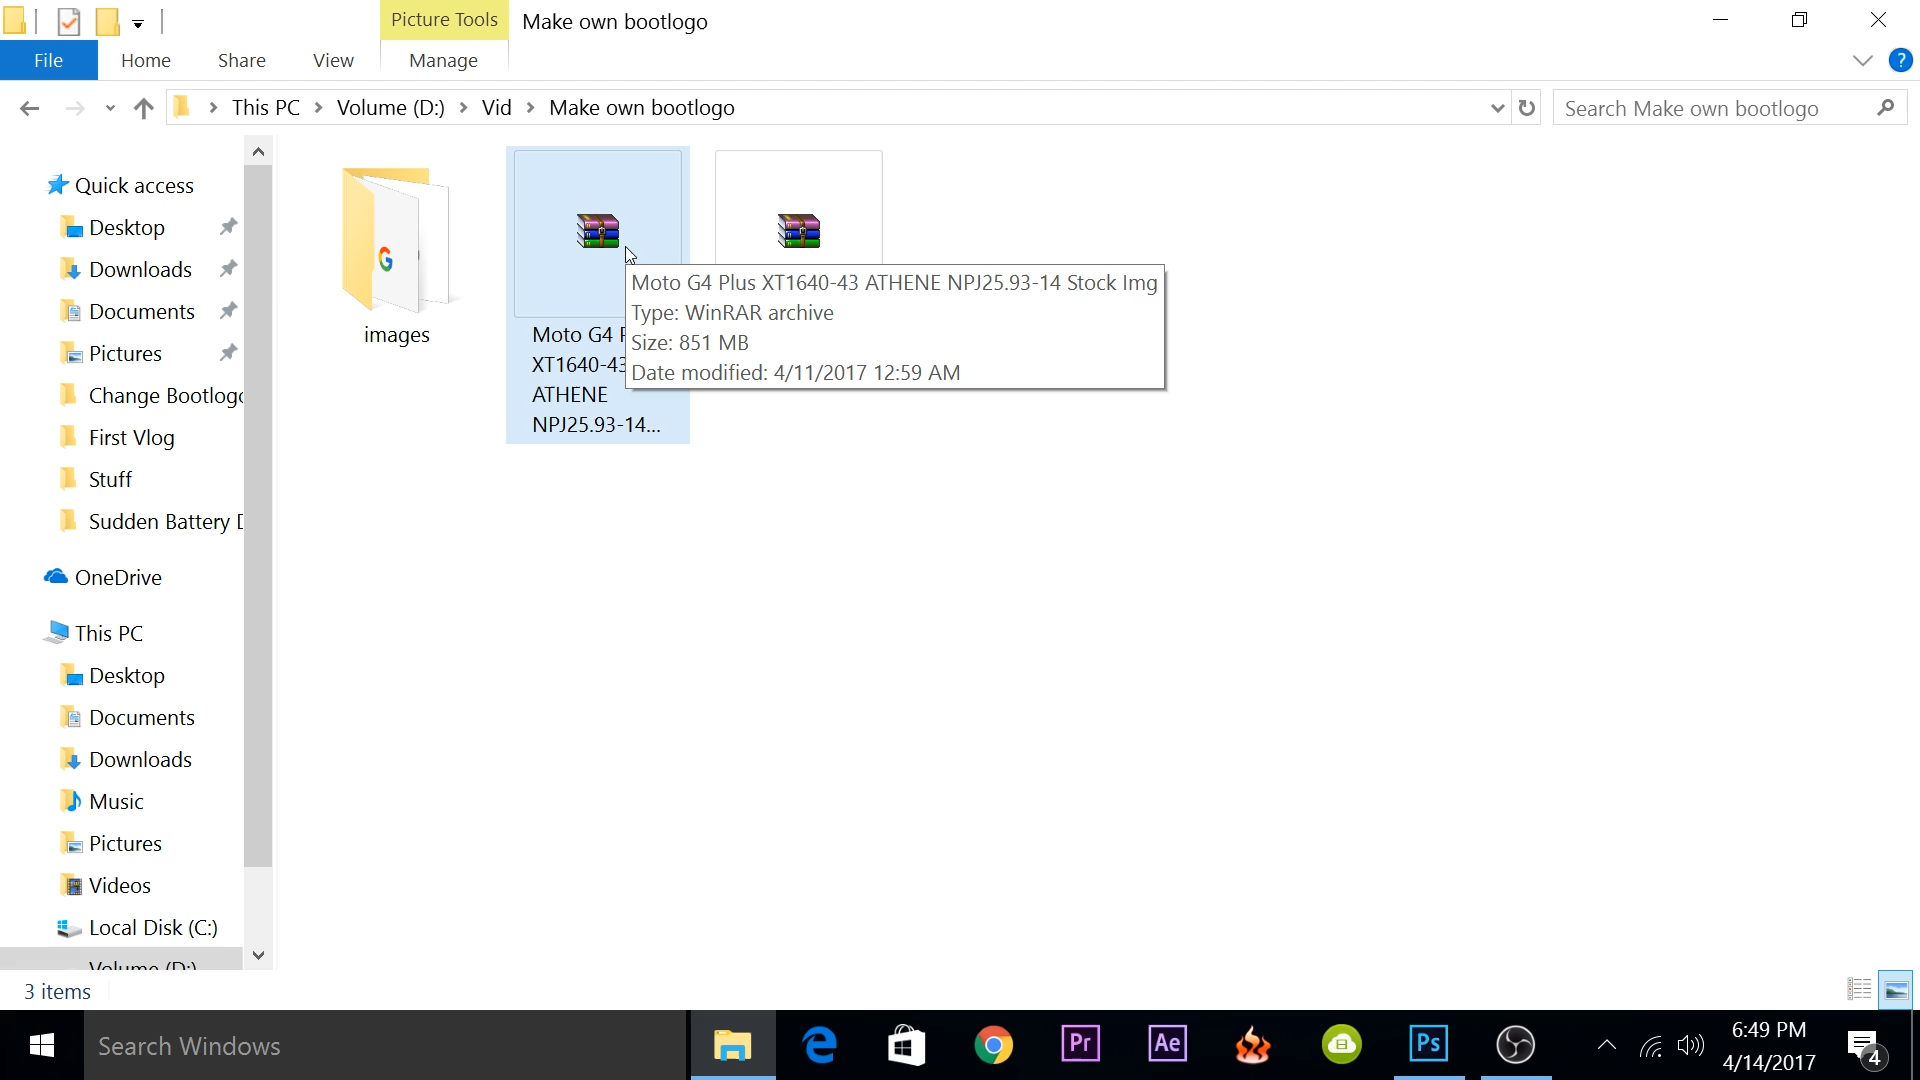 Picture Tools
Make own bootlogo
File
Home
Share
View
Manage
?
This PC
Volume (D:)
Vid
Make own bootlogo
Search Make own bootlogo
Quick access
Desktop
Downloads
Documents
Pictures
Change Bootlogo
First Vlog
Stuff
Sudden Battery
OneDrive
This PC
Desktop
Documents
Downloads
Music
Pictures
Videos
Local Disk (C:)
Volume (D:)
G
images
Moto G4
XT1640-43
ATHENE
NPJ25.93-14...
Moto G4 Plus XT1640-43 ATHENE NPJ25.93-14 Stock Img
Type: WinRAR archive
Size: 851 MB
Date modified: 4/11/2017 12:59 AM
3 items
Search Windows
Pr
Ae
Ps
6:49 PM
4/14/2017
4